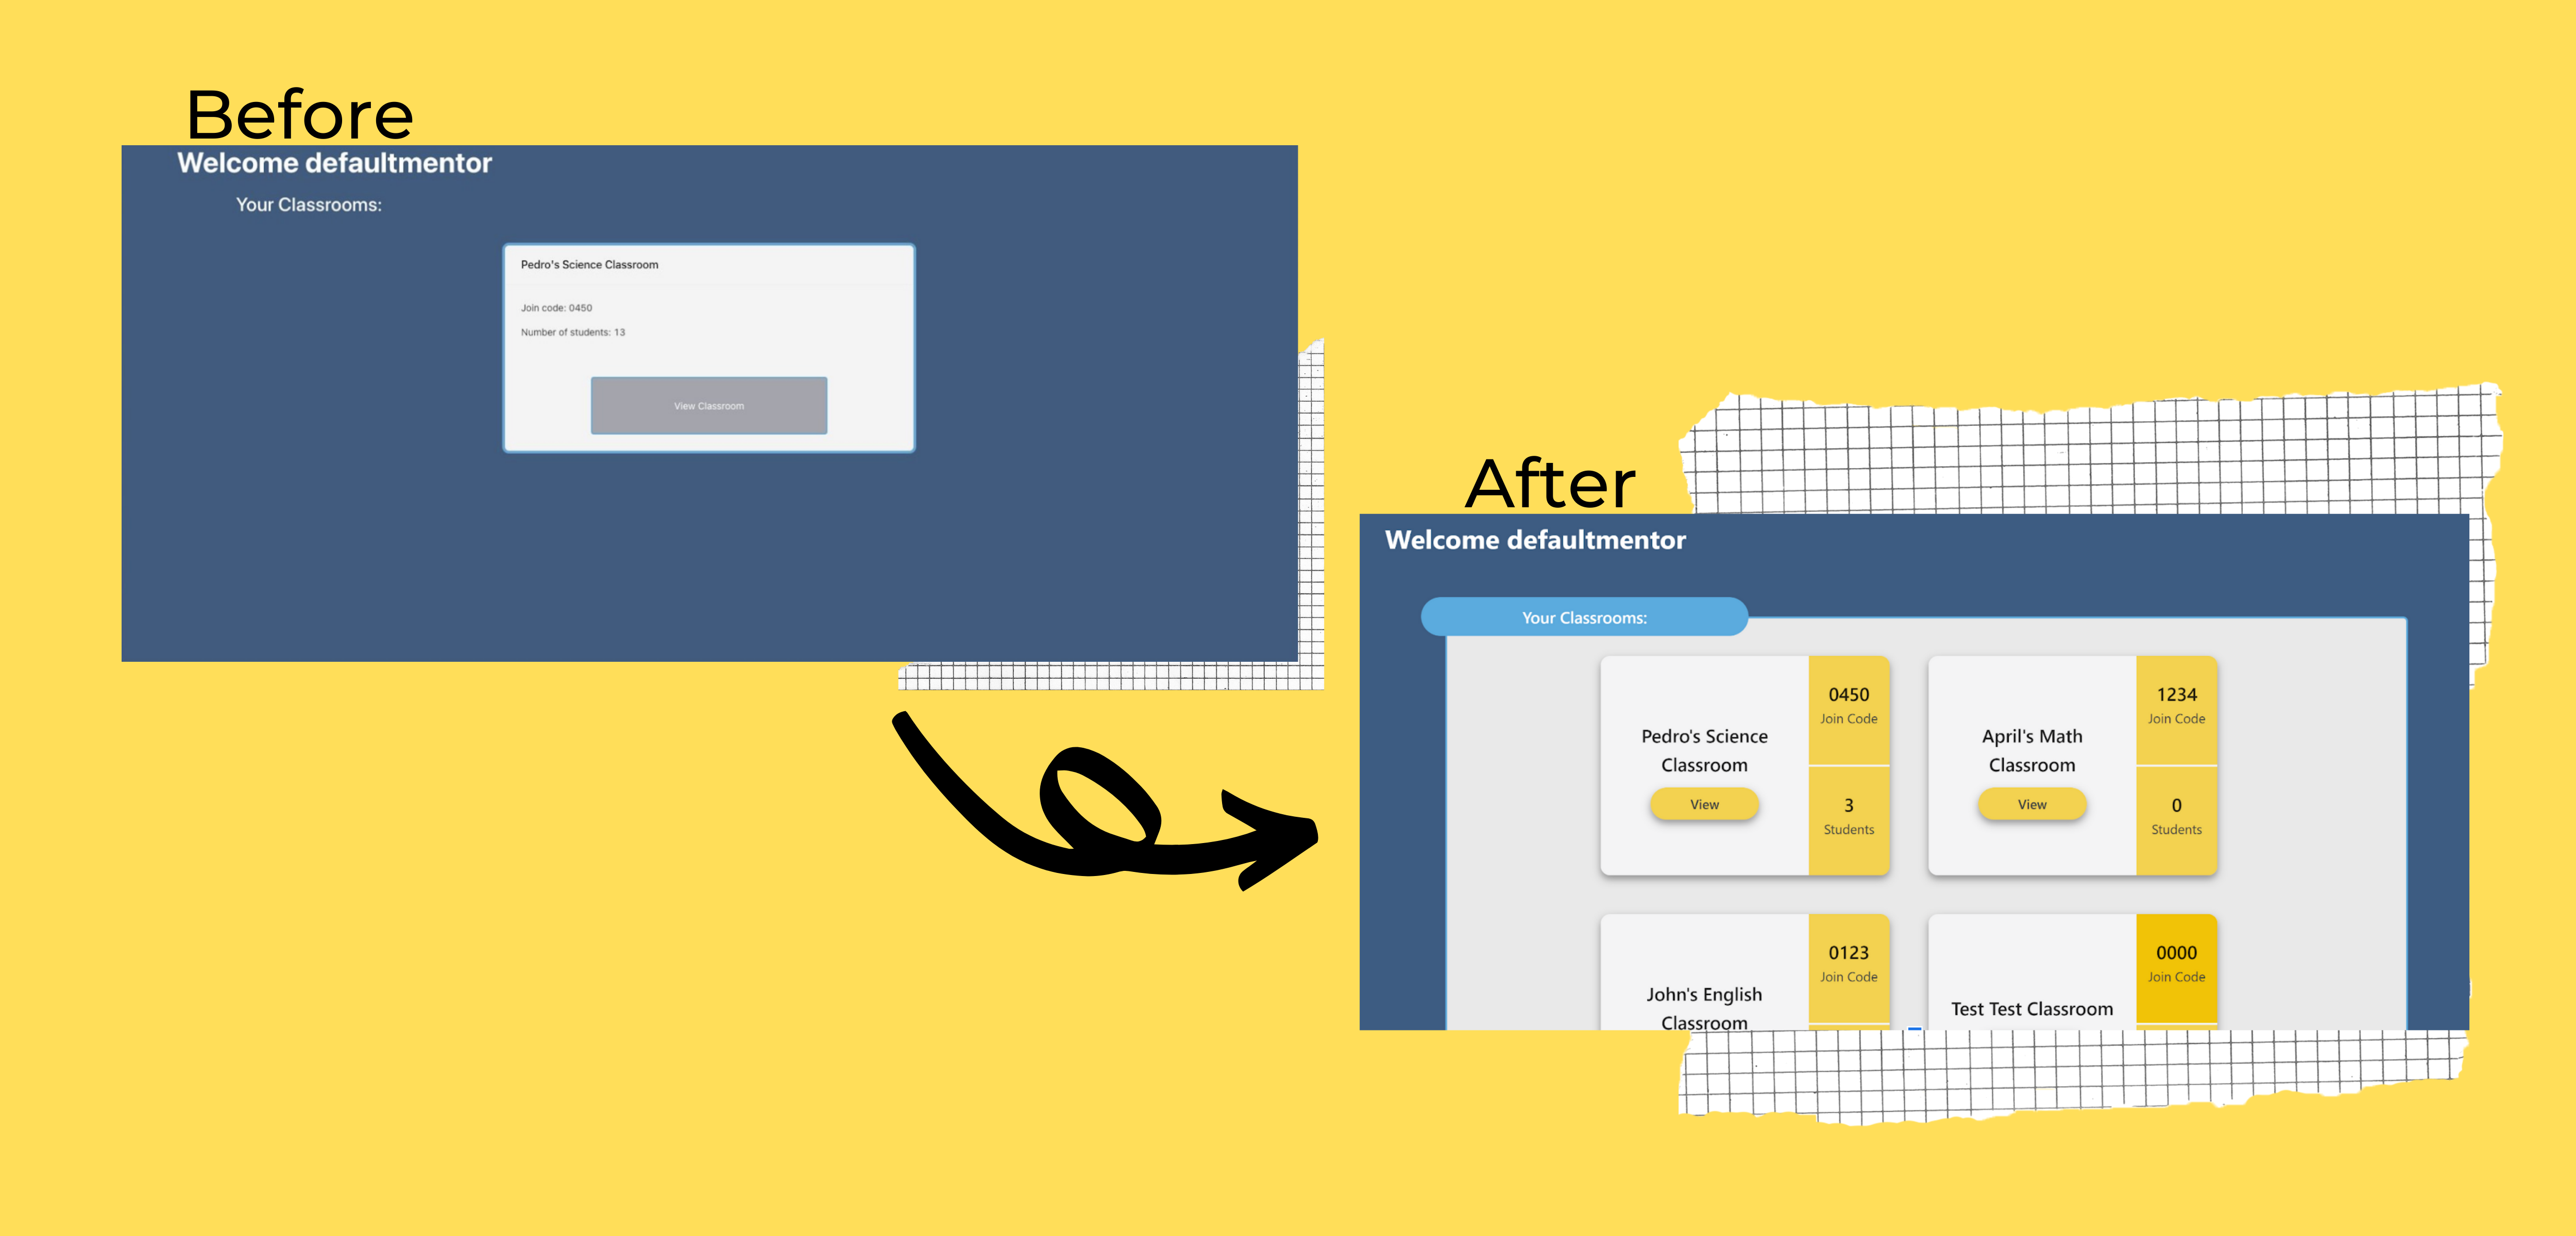 Before
Welcome defaultmentor
Your Classrooms:
Pedro's Science Classroom
Join code: 0450
Number of students: 13
View Classroom
After
Welcome defaultmentor
Your Classrooms:
Pedro's Science
Classroom
View
0450
Join Code
3
Students
April's Math
Classroom
View
1234
Join Code
0
Students
John's English
Classroom
0123
Join Code
Test Test Classroom
0000
Join Code